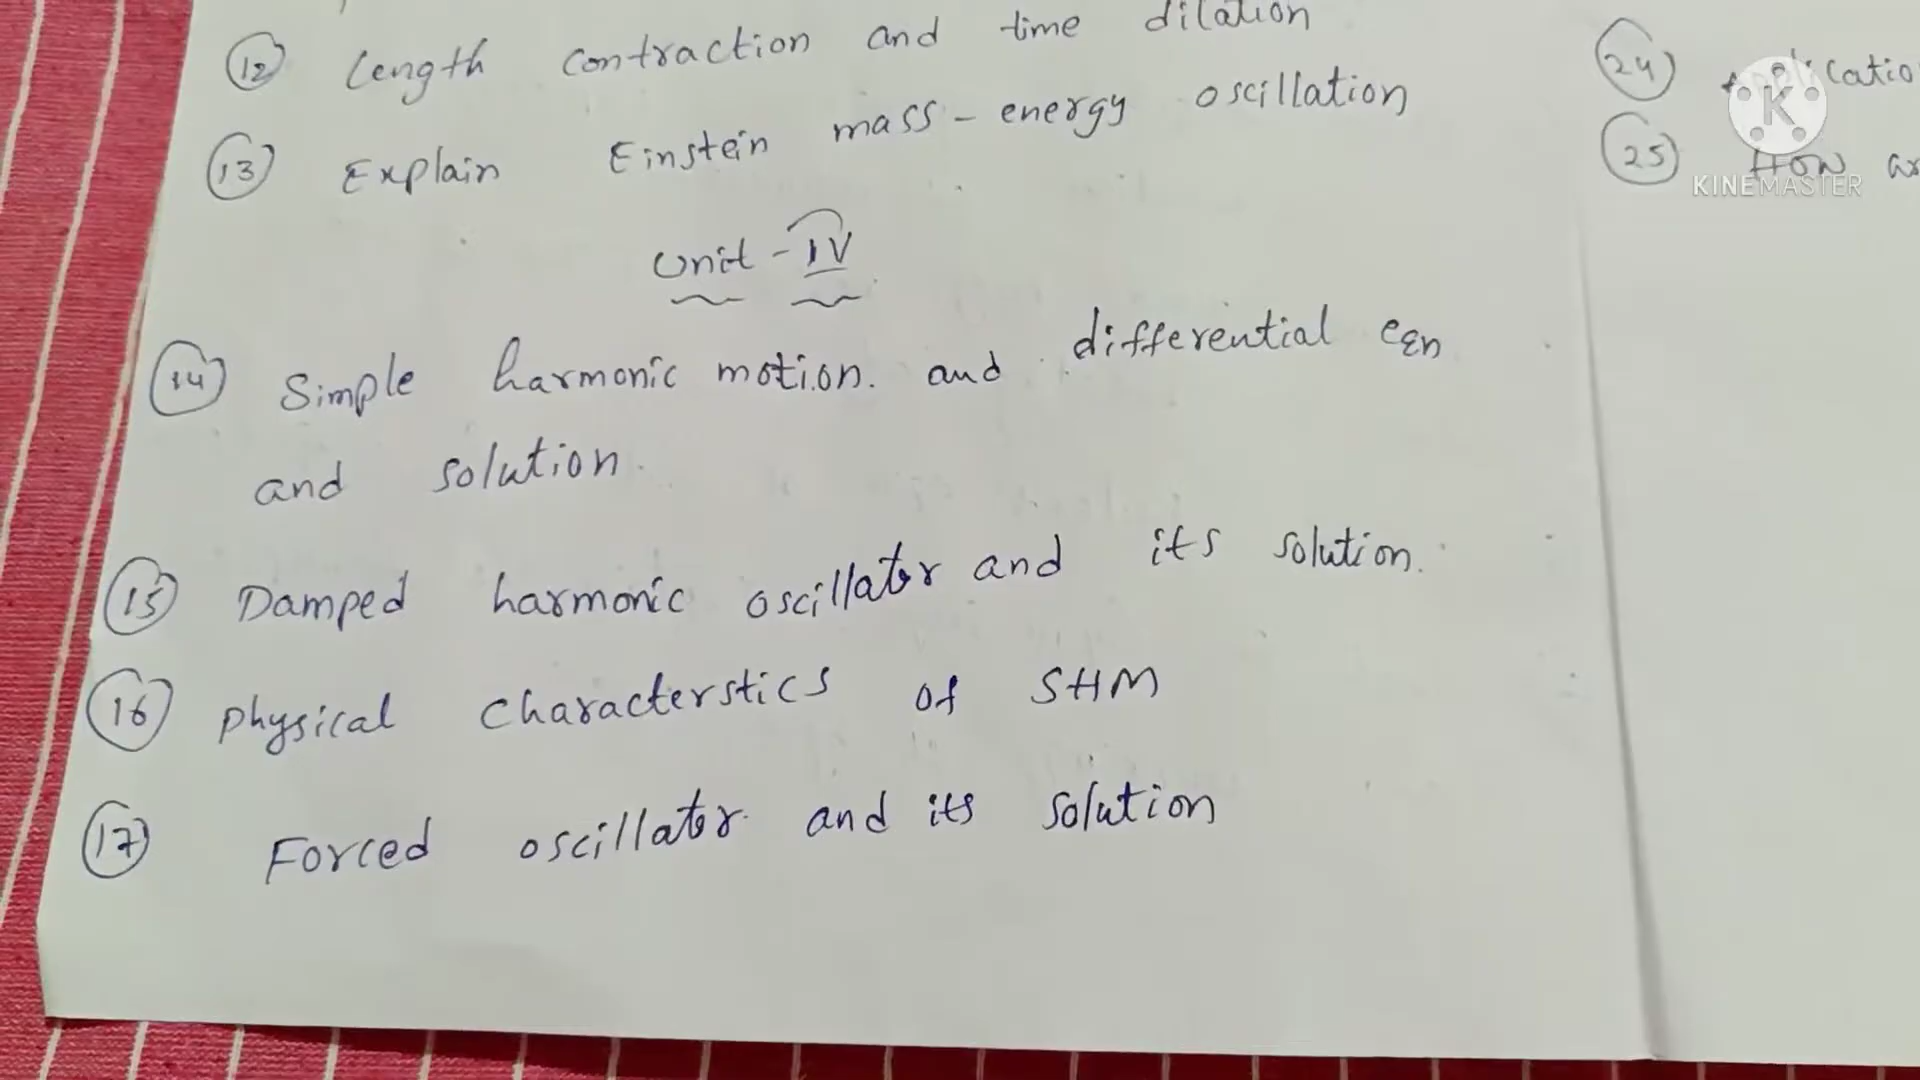 12 Length contraction and time dilation
13 Explain Einstein mass - energy oscillation
Unit - IV
14 Simple harmonic motion. and differential eqn
and solution.
15 Damped harmonic oscillator and its solution.
16 physical characterstics of SHM
17 Forced oscillator and its solution
24
25 How
K
KINEMASTER